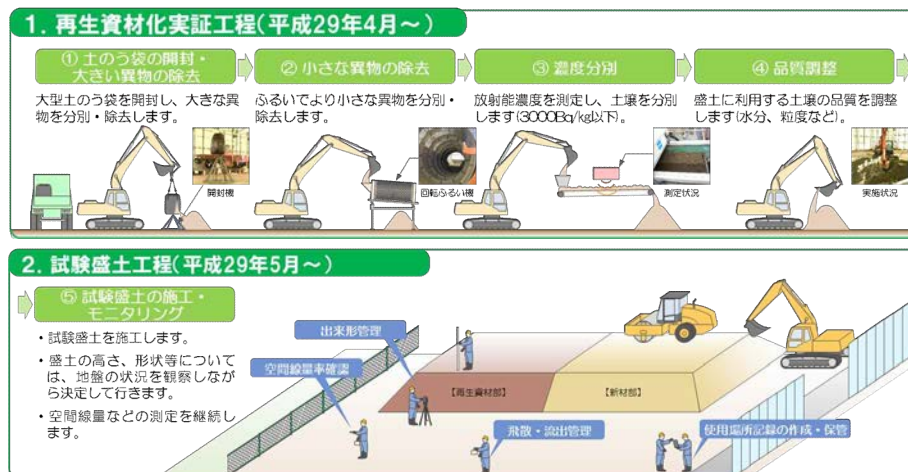 1. 再生資材化実証工程(平成29年4月~)
① 土のう袋の開封・
大きい異物の除去
大型土のう袋を開封し、大きな異
物を分別・除去します。
開封機
② 小さな異物の除去
ふるいでより小さな異物を分別・
除去します。
回転ふるい機
③ 濃度分別
放射能濃度を測定し、土壌を分別
します(3000Bq/kg以下)。
測定状況
④ 品質調整
盛土に利用する土壌の品質を調整
します(水分、粒度など)。
実施状況
2. 試験盛土工程(平成29年5月~)
⑤ 試験盛土の施工・
モニタリング
・試験盛土を施工します。
・盛土の高さ、形状等については、
は、地盤の状況を観察しなが
ら決定して行きます。
・空間線量などの測定を継続し
ます。
出来形管理
空間線量率確認
【再生資材部】
【新材部】
飛散・流出管理
使用場所記録の作成・保管